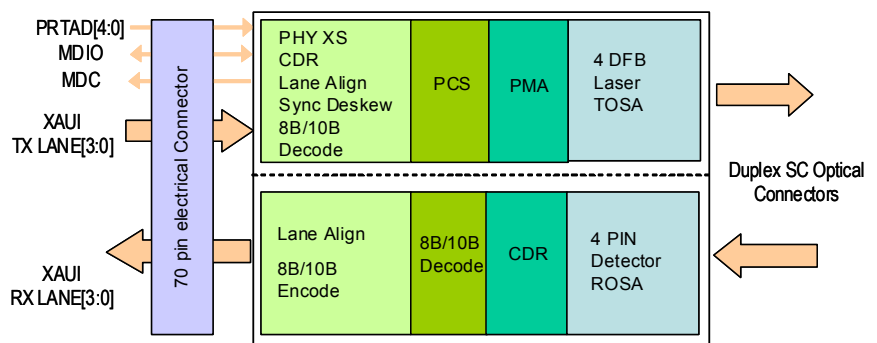 PRTAD[4:0]
MDIO
MDC
XAUI
TX LANE[3:0]
XAUI
RX LANE[3:0]
70 pin electrical Connector
PHY XS
CDR
Lane Align
Sync Deskew
8B/10B
Decode
PCS
PMA
4 DFB
Laser
TOSA
Lane Align
8B/10B
Encode
8B/10B
Decode
CDR
4 PIN
Detector
ROSA
Duplex SC Optical
Connectors